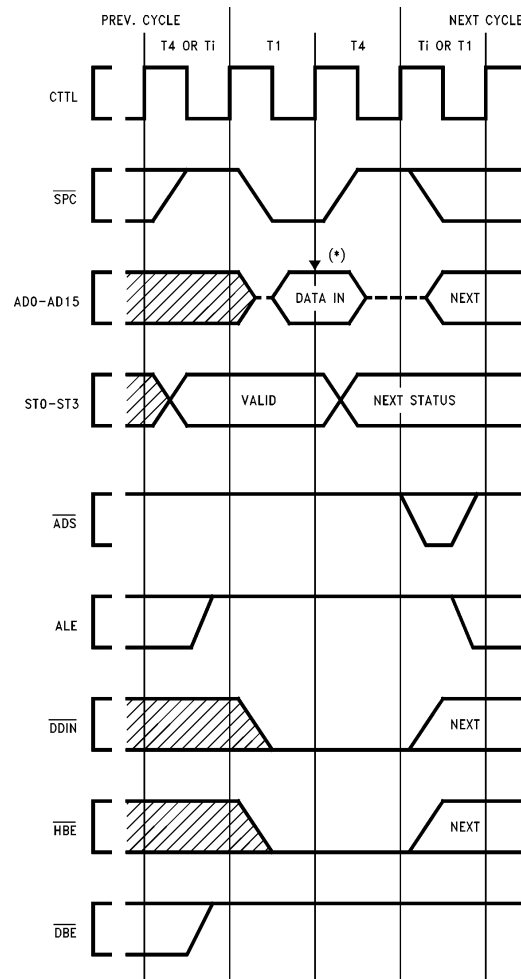 PREV. CYCLE
NEXT CYCLE
T4 OR Ti
T1
T4
Ti OR T1
CTTL
SPC
(*)
AD0-AD15
DATA IN
NEXT
ST0-ST3
VALID
NEXT STATUS
ADS
ALE
DDIN
NEXT
HBE
NEXT
DBE